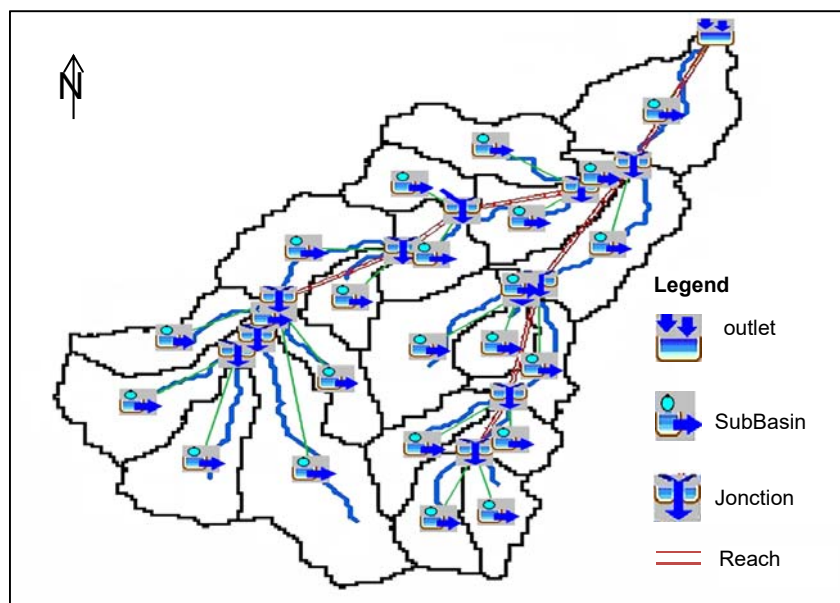 N
Legend
outlet
SubBasin
Jonction
Reach